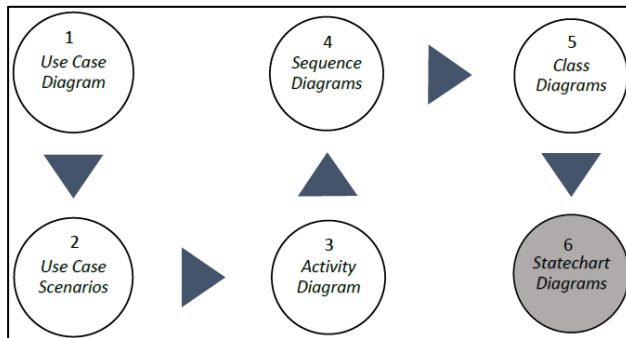 1
Use Case
Diagram
2
Use Case
Scenarios
3
Activity
Diagram
4
Sequence
Diagrams
5
Class
Diagrams
6
Statechart
Diagrams